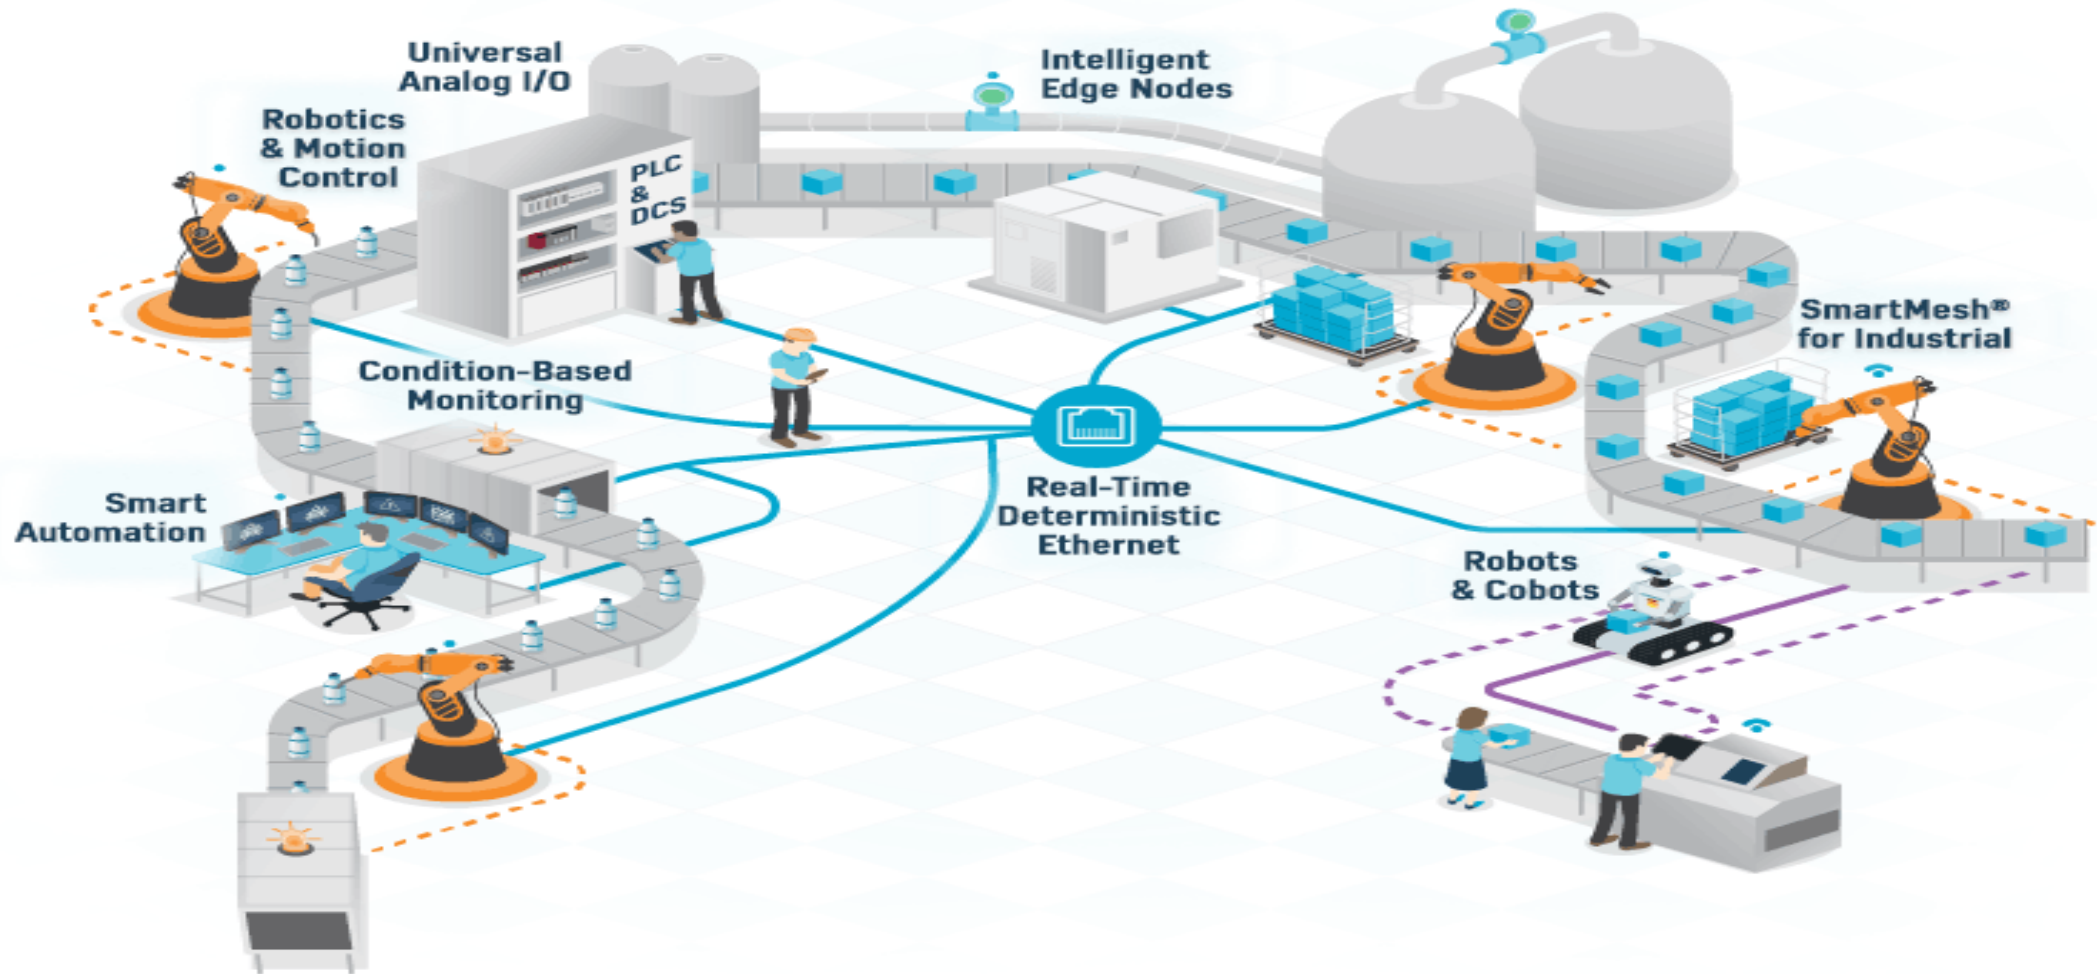 Universal
Analog I/O
Intelligent
Edge Nodes
Robotics
& Motion
Control
PLC
&
DCS
SmartMesh®
for Industrial
Condition-Based
Monitoring
Smart
Automation
Real-Time
Deterministic
Ethernet
Robots
& Cobots